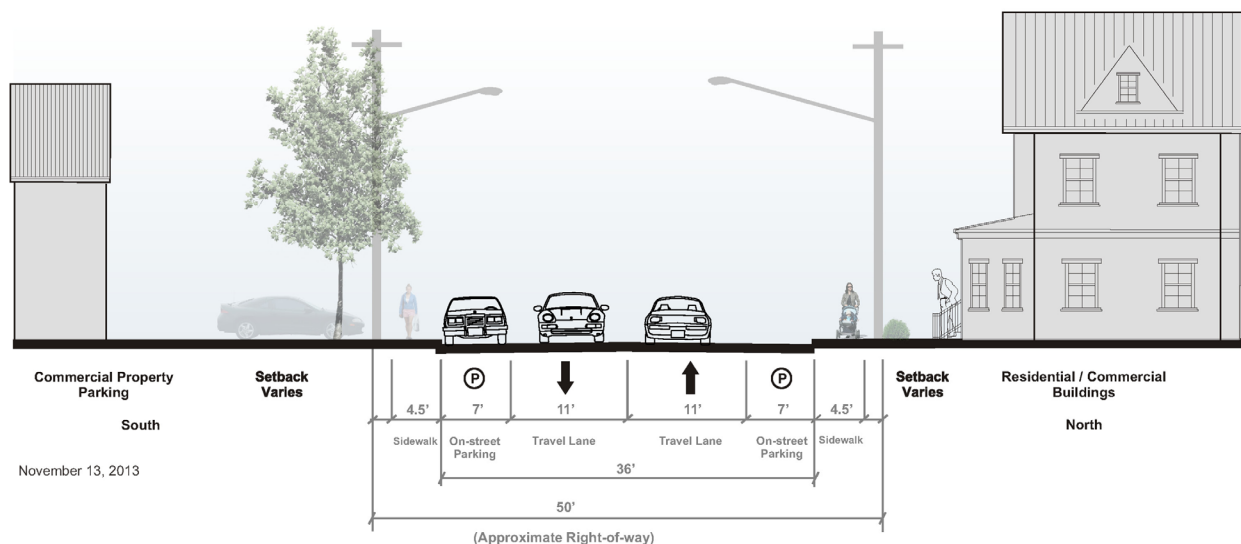 Commercial Property
Parking
South
Setback
Varies
P
P
Setback
Varies
Residential / Commercial
Buildings
North
4.5'
7'
11'
11'
7'
4.5'
Sidewalk
On-street
Parking
Travel Lane
Travel Lane
On-street
Parking
Sidewalk
November 13, 2013
36'
50'
(Approximate Right-of-way)